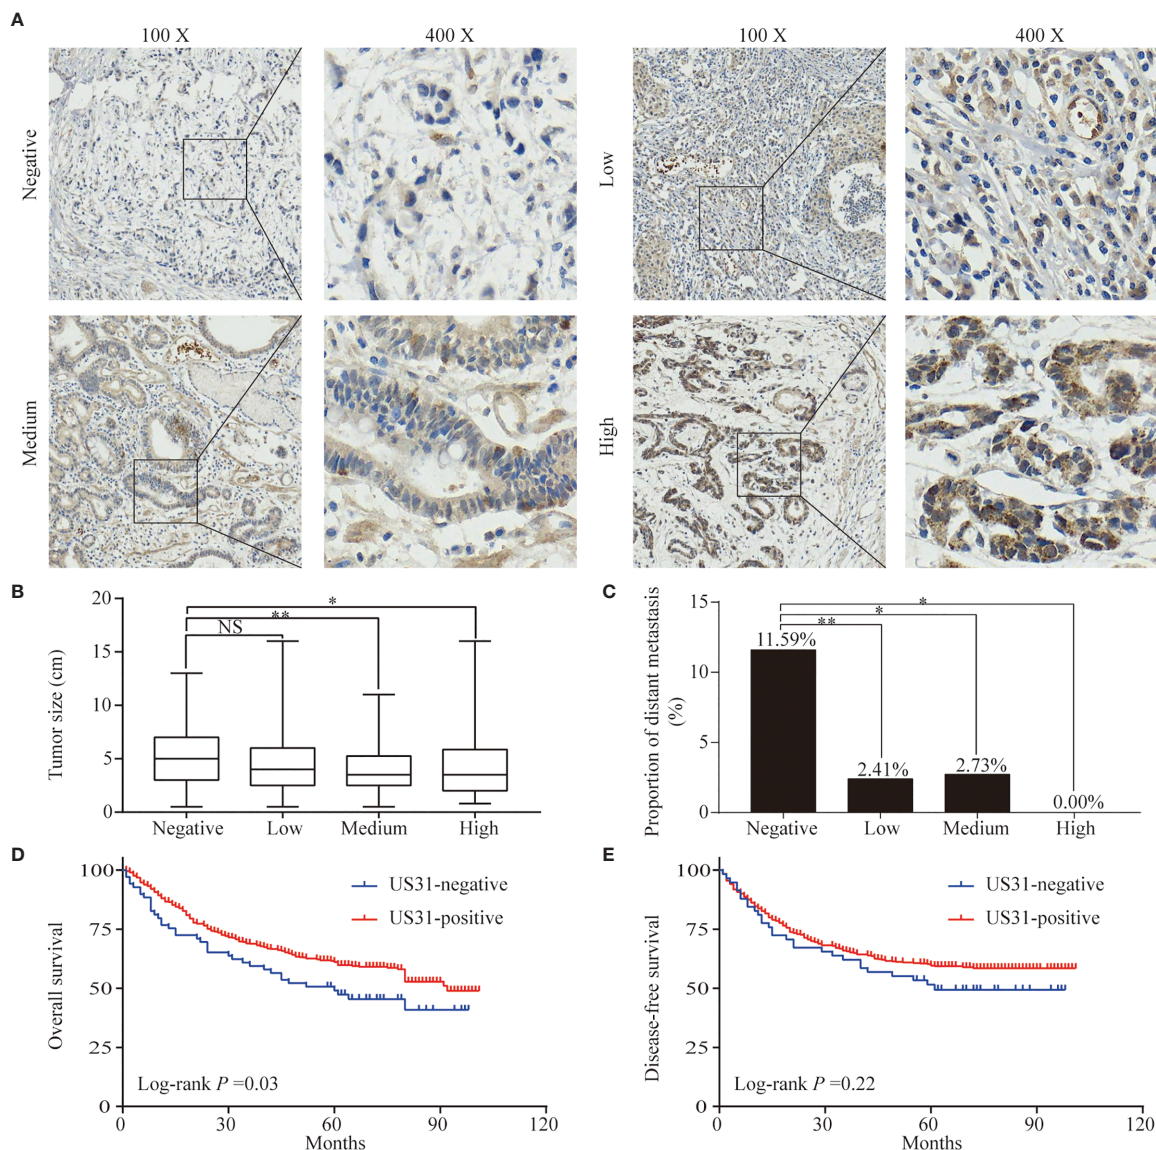 A
100 X
400 X
100 X
400 X
Negative
Low
Medium
High
B
Tumor size (cm)
20
15
10
5
0
*
**
NS
Negative
Low
Medium
High
C
Proportion of distant metastasis
(%)
15
10
5
0
*
*
**
11.59%
2.41%
2.73%
0.00%
Negative
Low
Medium
High
D
Overall survival
100
75
50
25
0
US31-negative
US31-positive
Log-rank P =0.03
0
30
60
90
120
Months
E
Disease-free survival
100
75
50
25
0
US31-negative
US31-positive
Log-rank P =0.22
0
30
60
90
120
Months